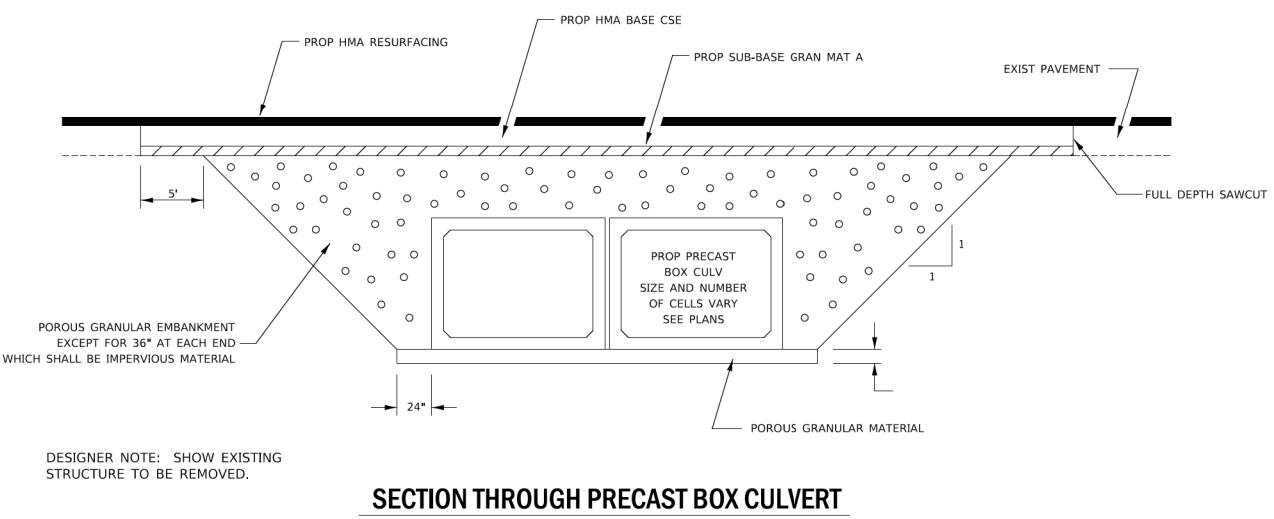 PROP HMA BASE CSE
PROP HMA RESURFACING
PROP SUB-BASE GRAN MAT A
EXIST PAVEMENT
5'
FULL DEPTH SAWCUT
1
1
PROP PRECAST
BOX CULV
SIZE AND NUMBER
OF CELLS VARY
SEE PLANS
POROUS GRANULAR EMBANKMENT
EXCEPT FOR 36" AT EACH END
WHICH SHALL BE IMPERVIOUS MATERIAL
24"
POROUS GRANULAR MATERIAL
DESIGNER NOTE: SHOW EXISTING
STRUCTURE TO BE REMOVED.
SECTION THROUGH PRECAST BOX CULVERT